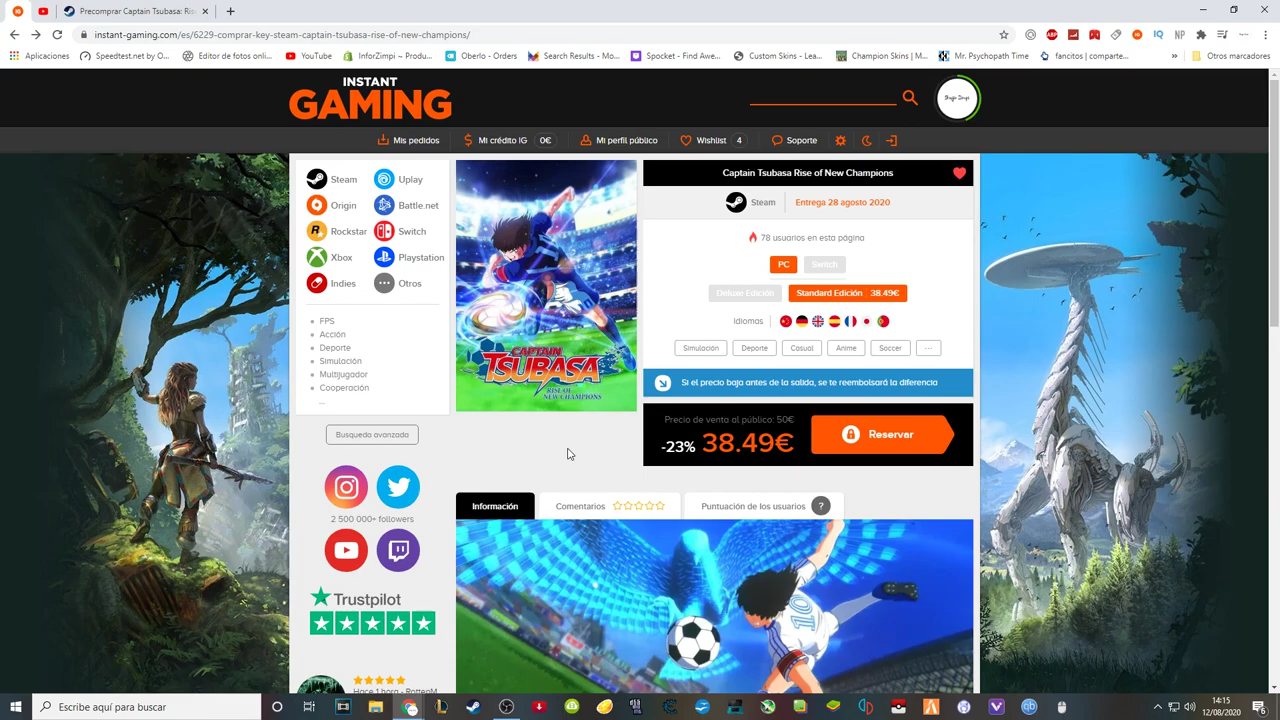 Precomprar Captain Tsubasa: Ris
instant-gaming.com/es/6229-comprar-key-steam-captain-tsubasa-rise-of-new-champions/
Aplicaciones
Speedtest.net by O...
Editor de fotos onli...
YouTube
InforZimpi ~ Produ...
Oberlo - Orders
Search Results - Mo...
Spocket - Find Awe...
Custom Skins - Lea...
Champion Skins | M...
Mr. Psychopath Time
fancitos | comparte...
Otros marcadores
INSTANT
GAMING
Mis pedidos
Mi crédito IG
0€
Mi perfil público
Wishlist
4
Soporte
Steam
Uplay
Origin
Battle.net
Rockstar
Switch
Xbox
Playstation
Indies
Otros
FPS
Acción
Deporte
Simulación
Multijugador
Cooperación
...
Busqueda avanzada
2 500 000+ followers
Trustpilot
Hace 1 hora - RottenM
CAPTAIN
TSUBASA
RISE OF
NEW CHAMPIONS
Captain Tsubasa Rise of New Champions
Steam
Entrega 28 agosto 2020
78 usuarios en esta página
PC
Switch
Deluxe Edición
Standard Edición 38.49€
Idiomas
Simulación
Deporte
Casual
Anime
Soccer
...
Si el precio baja antes de la salida, se te reembolsará la diferencia
Precio de venta al público: 50€
-23% 38.49€
Reservar
Información
Comentarios
Puntuación de los usuarios
?
10
Escribe aquí para buscar
14:15
12/08/2020